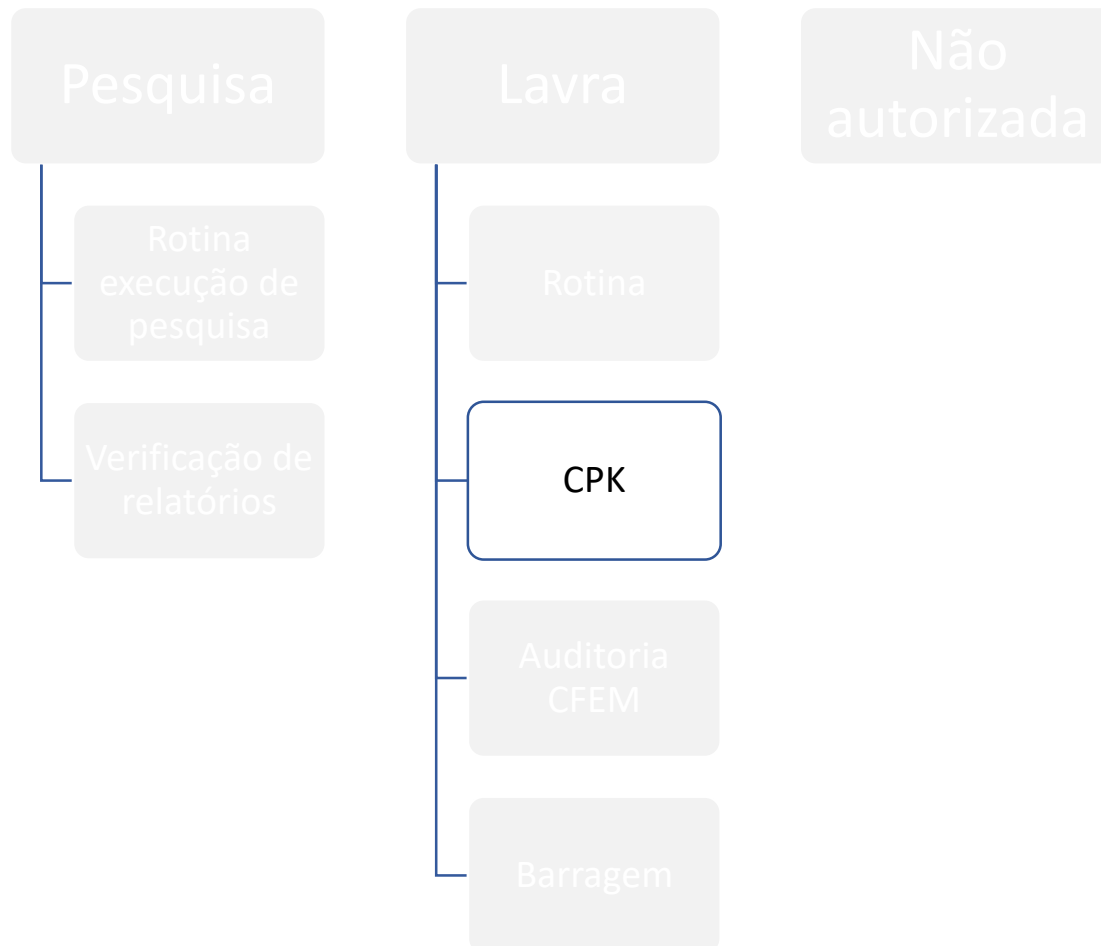 Pesquisa
Rotina
execução de
pesquisa
Verificação de
relatórios
Lavra
Rotina
CPK
Auditoria
CFEM
Barragem
Não
autorizada